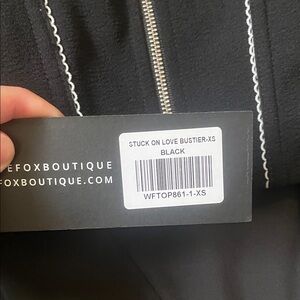 STUCK ON LOVE BUSTIER-XS
BLACK
WFTOP861-1-XS
EFOXBOUTIQUE
FOXBOUTIQUE.COM